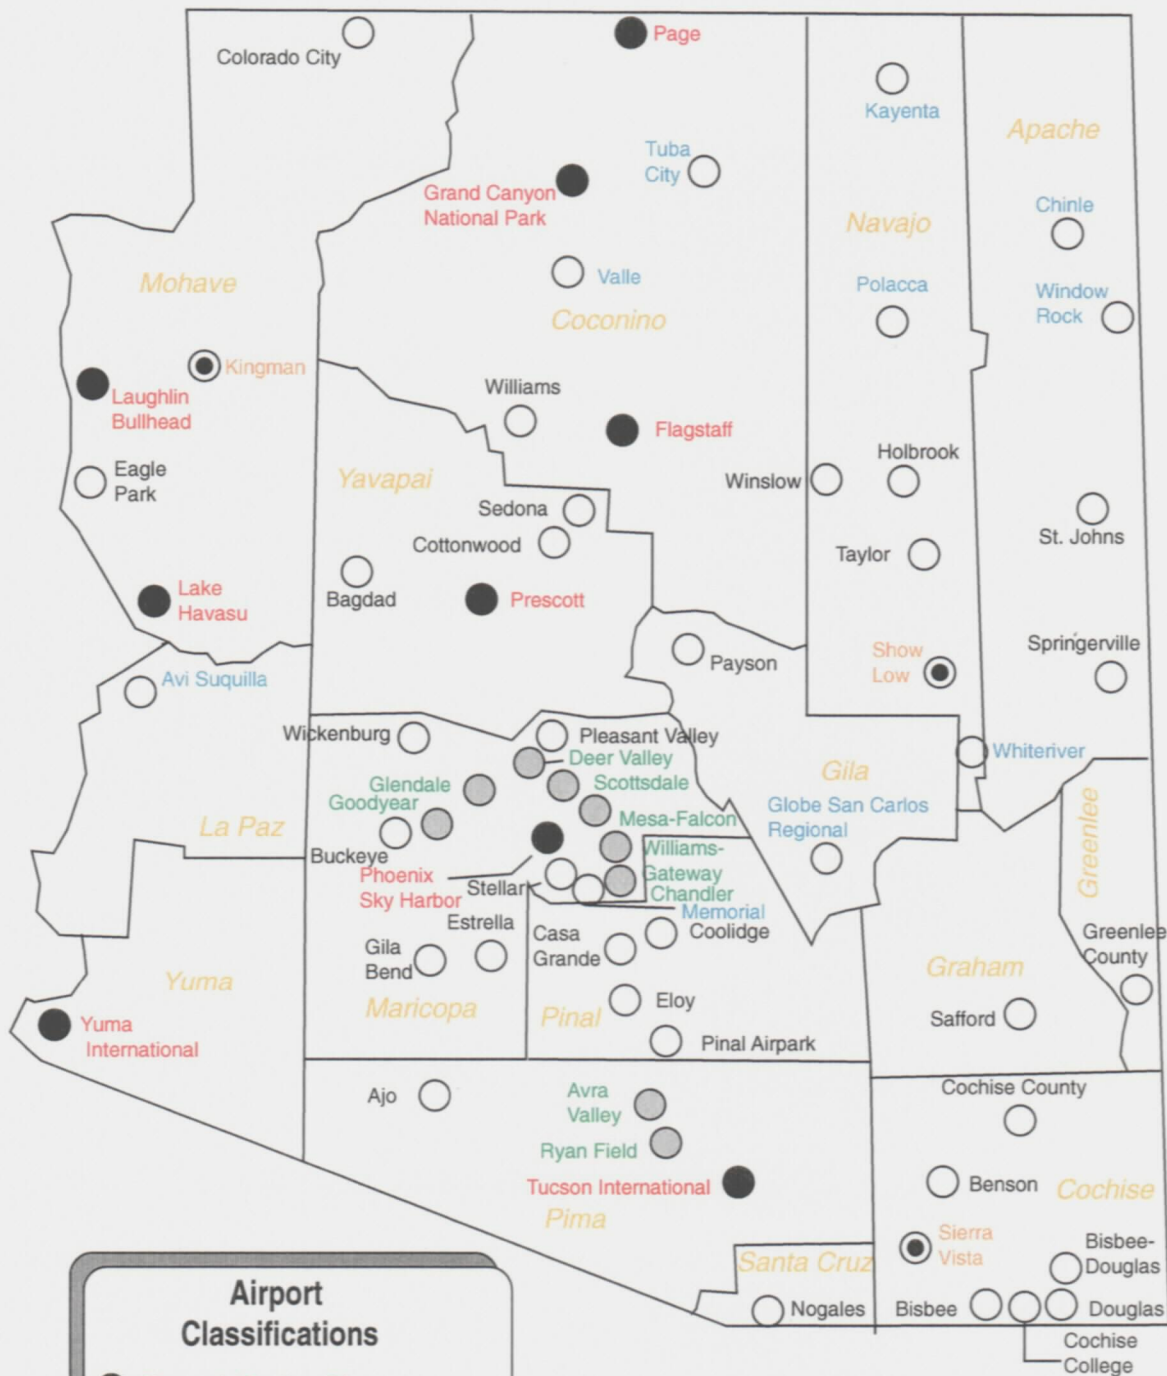 Colorado City
Page
Kayenta
Apache
Tuba
City
Grand Canyon
National Park
Chinle
Navajo
Mohave
Valle
Polacca
Window
Rock
Coconino
Kingman
Laughlin
Bullhead
Williams
Flagstaff
Eagle
Park
Yavapai
Winslow
Holbrook
Sedona
Cottonwood
St. Johns
Taylor
Bagdad
Lake
Havasu
Prescott
Payson
Show
Low
Springerville
Avi Suquilla
Wickenburg
Pleasant Valley
Deer Valley
Whiteriver
Glendale
Scottsdale
Gila
Goodyear
Mesa-Falcon
Globe San Carlos
Regional
La Paz
Buckeye
Williams-
Gateway
Greenlee
Phoenix
Sky Harbor
Stellar
Chandler
Memorial
Estrella
Casa
Grande
Coolidge
Gila
Bend
Greenlee
County
Yuma
Maricopa
Pinal
Eloy
Graham
Safford
Yuma
International
Pinal Airpark
Ajo
Avra
Valley
Cochise County
Ryan Field
Benson
Cochise
Tucson International
Pima
Sierra
Vista
Bisbee-
Douglas
Santa Cruz
Nogales
Bisbee
Douglas
Cochise
College
Airport
Classifications